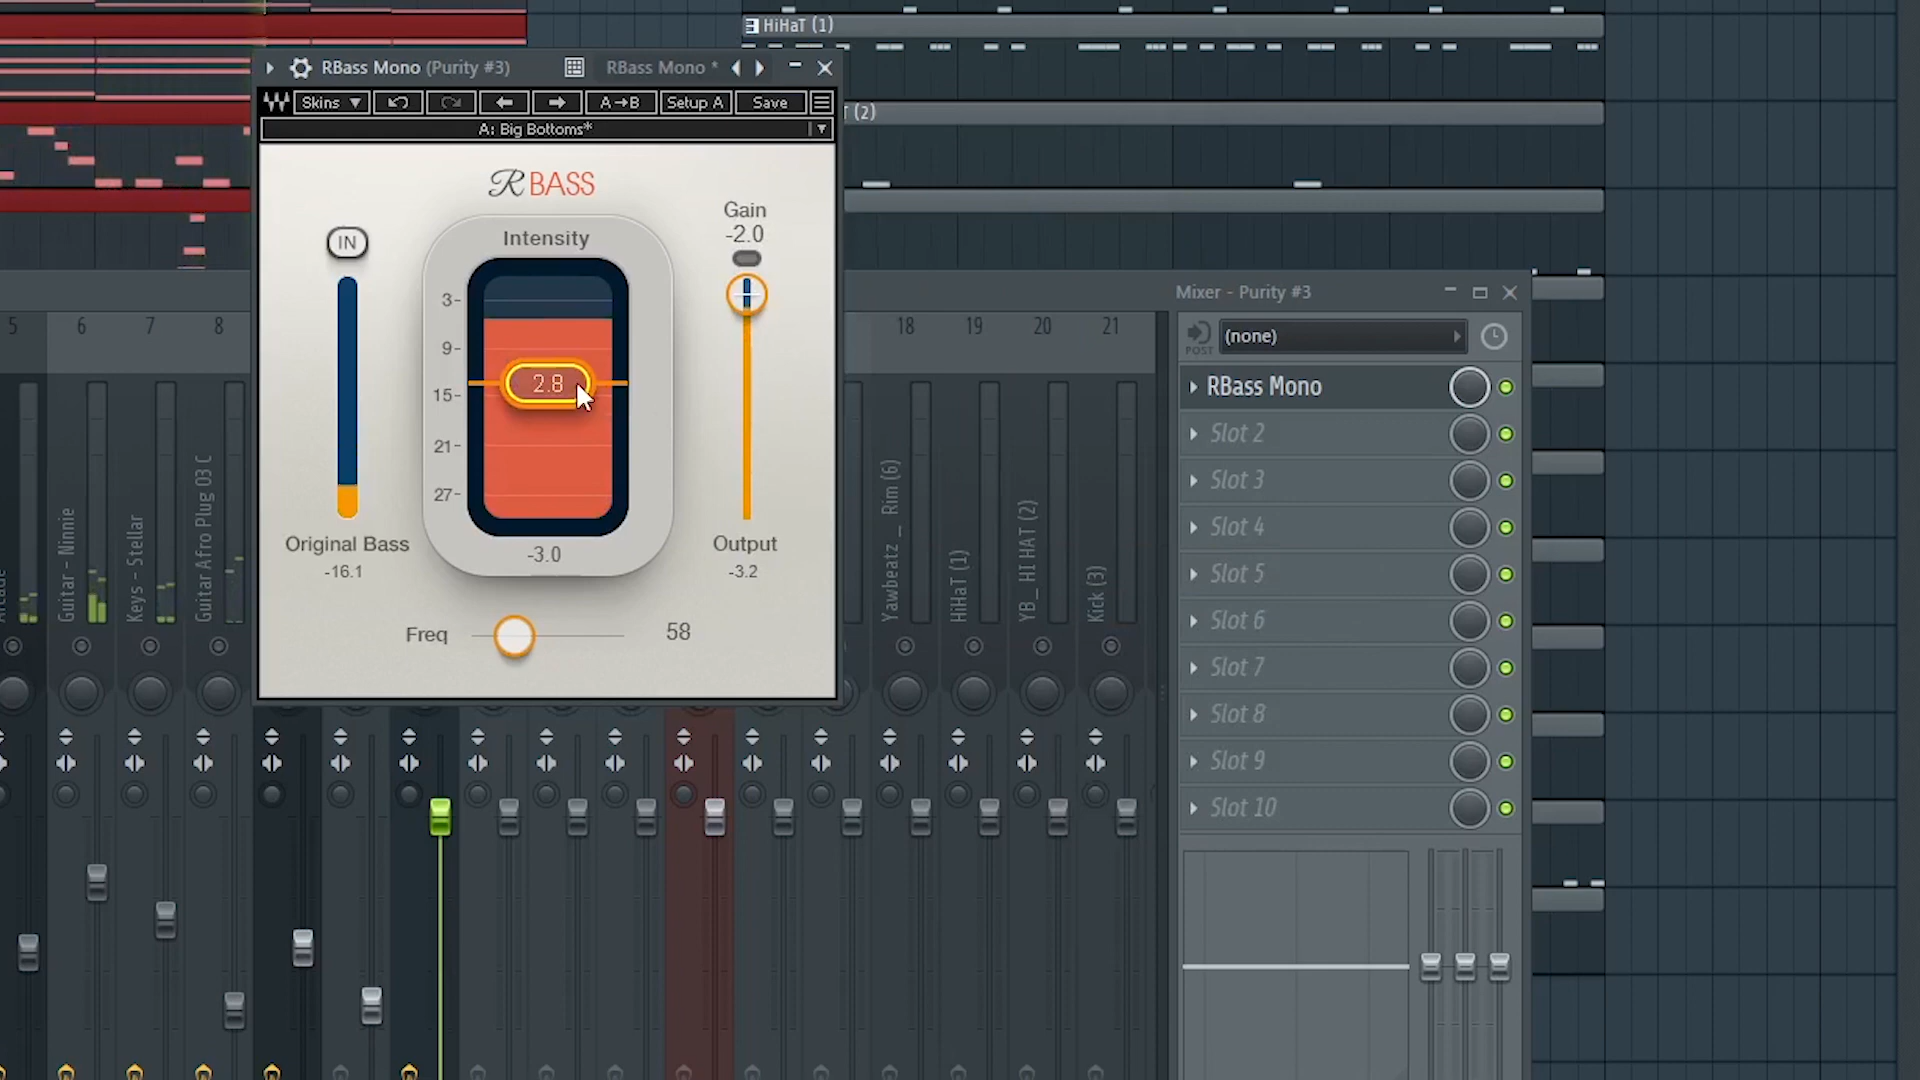 HiHaT (1)
RBass Mono (Purity #3)
RBass Mono *
T (2)
Skins
A→B
Setup A
Save
A: Big Bottoms*
R BASS
IN
Intensity
Gain
-2.0
3-
9-
15-
21-
27-
2.8
Original Bass
-16.1
-3.0
Output
-3.2
Freq
58
Mixer - Purity #3
POST
(none)
RBass Mono
Slot 2
Slot 3
Slot 4
Slot 5
Slot 6
Slot 7
Slot 8
Slot 9
Slot 10
5
6
7
8
18
19
20
21
Guitar - Ninnie
Keys - Stellar
Guitar Afro Plug 03 C
Yawbeatz _ Rim (6)
HiHaT (1)
YB_ HI HAT (2)
Kick (3)